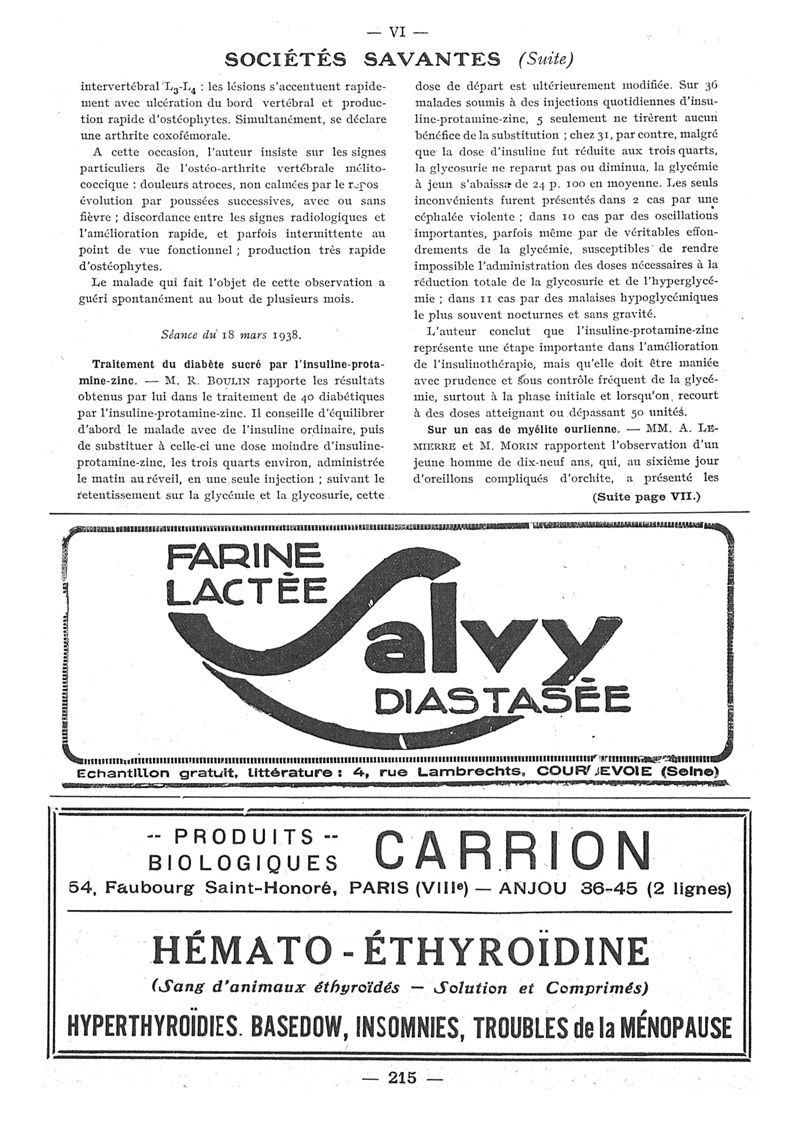 — VI —
SOCIÉTÉS SAVANTES (Suite)
intervertébral L3-L4 : les lésions s'accentuent rapide-
ment avec ulcération du bord vertébral et produc-
tion rapide d'ostéophytes. Simultanément, se déclare
une arthrite coxofémorale.
A cette occasion, l'auteur insiste sur les signes
particuliers de l'ostéo-arthrite vertébrale mélito-
coccique : douleurs atroces, non calmées par le repos
évolution par poussées successives, avec ou sans
fièvre ; discordance entre les signes radiologiques et
l'amélioration rapide, et parfois intermittente au
point de vue fonctionnel ; production très rapide
d'ostéophytes.
Le malade qui fait l'objet de cette observation a
guéri spontanément au bout de plusieurs mois.
Séance du 18 mars 1938.
Traitement du diabète sucré par l'insuline-prota-
mine-zinc. — M. R. BOULIN rapporte les résultats
obtenus par lui dans le traitement de 40 diabétiques
par l'insuline-protamine-zinc. Il conseille d'équilibrer
d'abord le malade avec de l'insuline ordinaire, puis
de substituer à celle-ci une dose moindre d'insuline-
protamine-zinc, les trois quarts environ, administrée
le matin au réveil, en une seule injection ; suivant le
retentissement sur la glycémie et la glycosurie, cette
dose de départ est ultérieurement modifiée. Sur 36
malades soumis à des injections quotidiennes d'insu-
line-protamine-zinc, 5 seulement ne tirèrent aucun
bénéfice de la substitution ; chez 31, par contre, malgré
que la dose d'insuline fut réduite aux trois quarts,
la glycosurie ne reparut pas ou diminua, la glycémie
à jeun s'abaissa de 24 p. 100 en moyenne. Les seuls
inconvénients furent présentés dans 2 cas par une
céphalée violente ; dans 10 cas par des oscillations
importantes, parfois même par de véritables effon-
drements de la glycémie, susceptibles de rendre
impossible l'administration des doses nécessaires à la
réduction totale de la glycosurie et de l'hyperglycé-
mie ; dans 11 cas par des malaises hypoglycémiques
le plus souvent nocturnes et sans gravité.
L'auteur conclut que l'insuline-protamine-zinc
représente une étape importante dans l'amélioration
de l'insulinothérapie, mais qu'elle doit être maniée
avec prudence et sous contrôle fréquent de la glycé-
mie, surtout à la phase initiale et lorsqu'on recourt
à des doses atteignant ou dépassant 50 unités.
Sur un cas de myélite ourlienne. — MM. A. LE-
MIERRE et M. MORIN rapportent l'observation d'un
jeune homme de dix-neuf ans, qui, au sixième jour
d'oreillons compliqués d'orchite, a présenté les
(Suite page VII.)
FARINE
LACTÉE
Salvy
DIASTASÉE
Echantillon gratuit, littérature : 4, rue Lambrechts, COURBEVOIE (Seine)
-- PRODUITS --
BIOLOGIQUES
CARRION
54, Faubourg Saint-Honoré, PARIS (VIIIe) — ANJOU 36-45 (2 lignes)
HÉMATO-ÉTHYROÏDINE
(Sang d'animaux éthyroïdés — Solution et Comprimés)
HYPERTHYROÏDIES. BASEDOW, INSOMNIES, TROUBLES de la MÉNOPAUSE
— 215 —